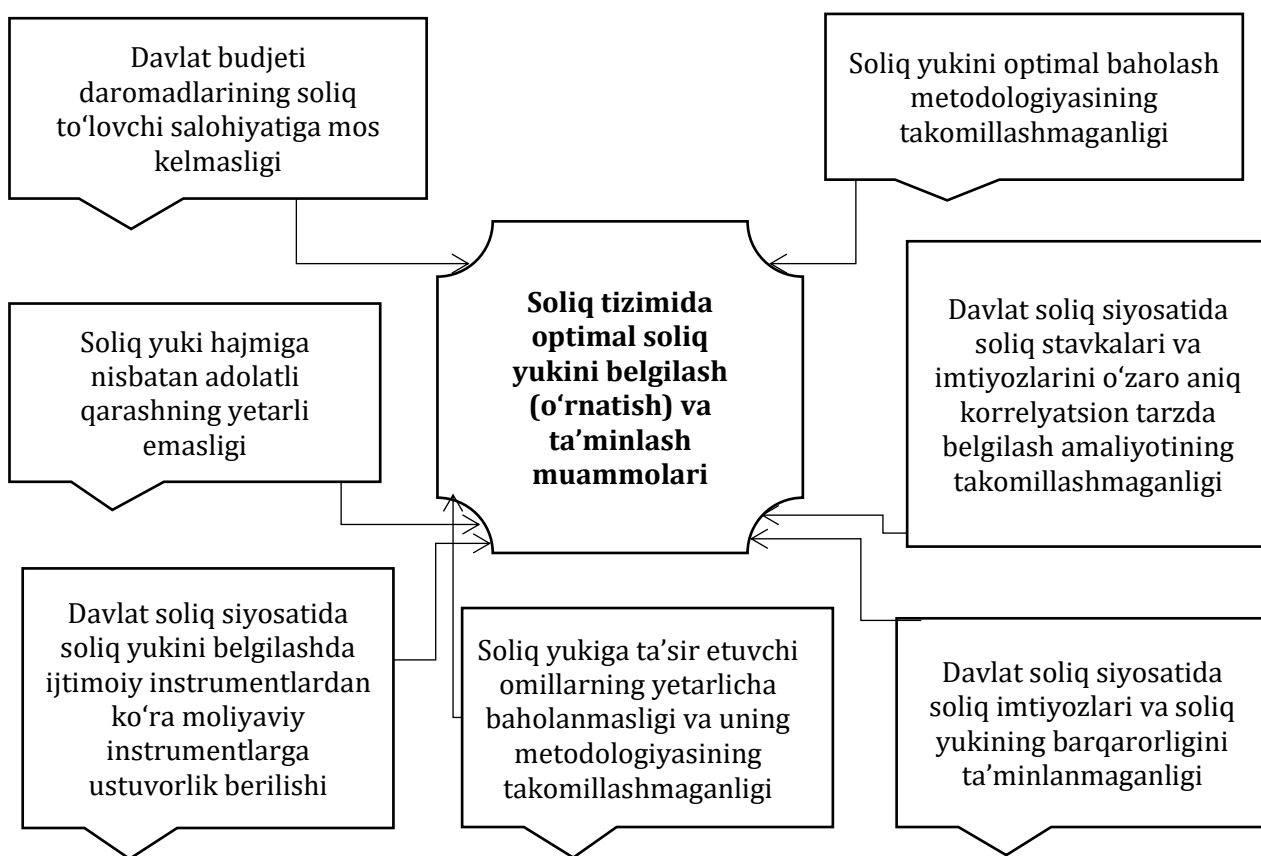 Davlat budjeti
daromadlarining soliq
to‘lovchi salohiyatiga mos
kelmasligi
Soliq yukini optimal baholash
metodologiyasining
takomillashmaganligi
Soliq tizimida
optimal soliq
yukini belgilash
(o‘rnatish) va
ta’minlash
muammolari
Soliq yuki hajmiga
nisbatan adolatli
qarashning yetarli
emasligi
Davlat soliq siyosatida
soliq stavkalari va
imtiyozlarini o‘zaro aniq
korrelyatsion tarzda
belgilash amaliyotining
takomillashmaganligi
Davlat soliq siyosatida
soliq yukini belgilashda
ijtimoiy instrumentlardan
ko‘ra moliyaviy
instrumentlarga
ustuvorlik berilishi
Soliq yukiga ta’sir etuvchi
omillarning yetarlicha
baholanmasligi va uning
metodologiyasining
takomillashmaganligi
Davlat soliq siyosatida
soliq imtiyozlari va soliq
yukining barqarorligini
ta’minlanmaganligi